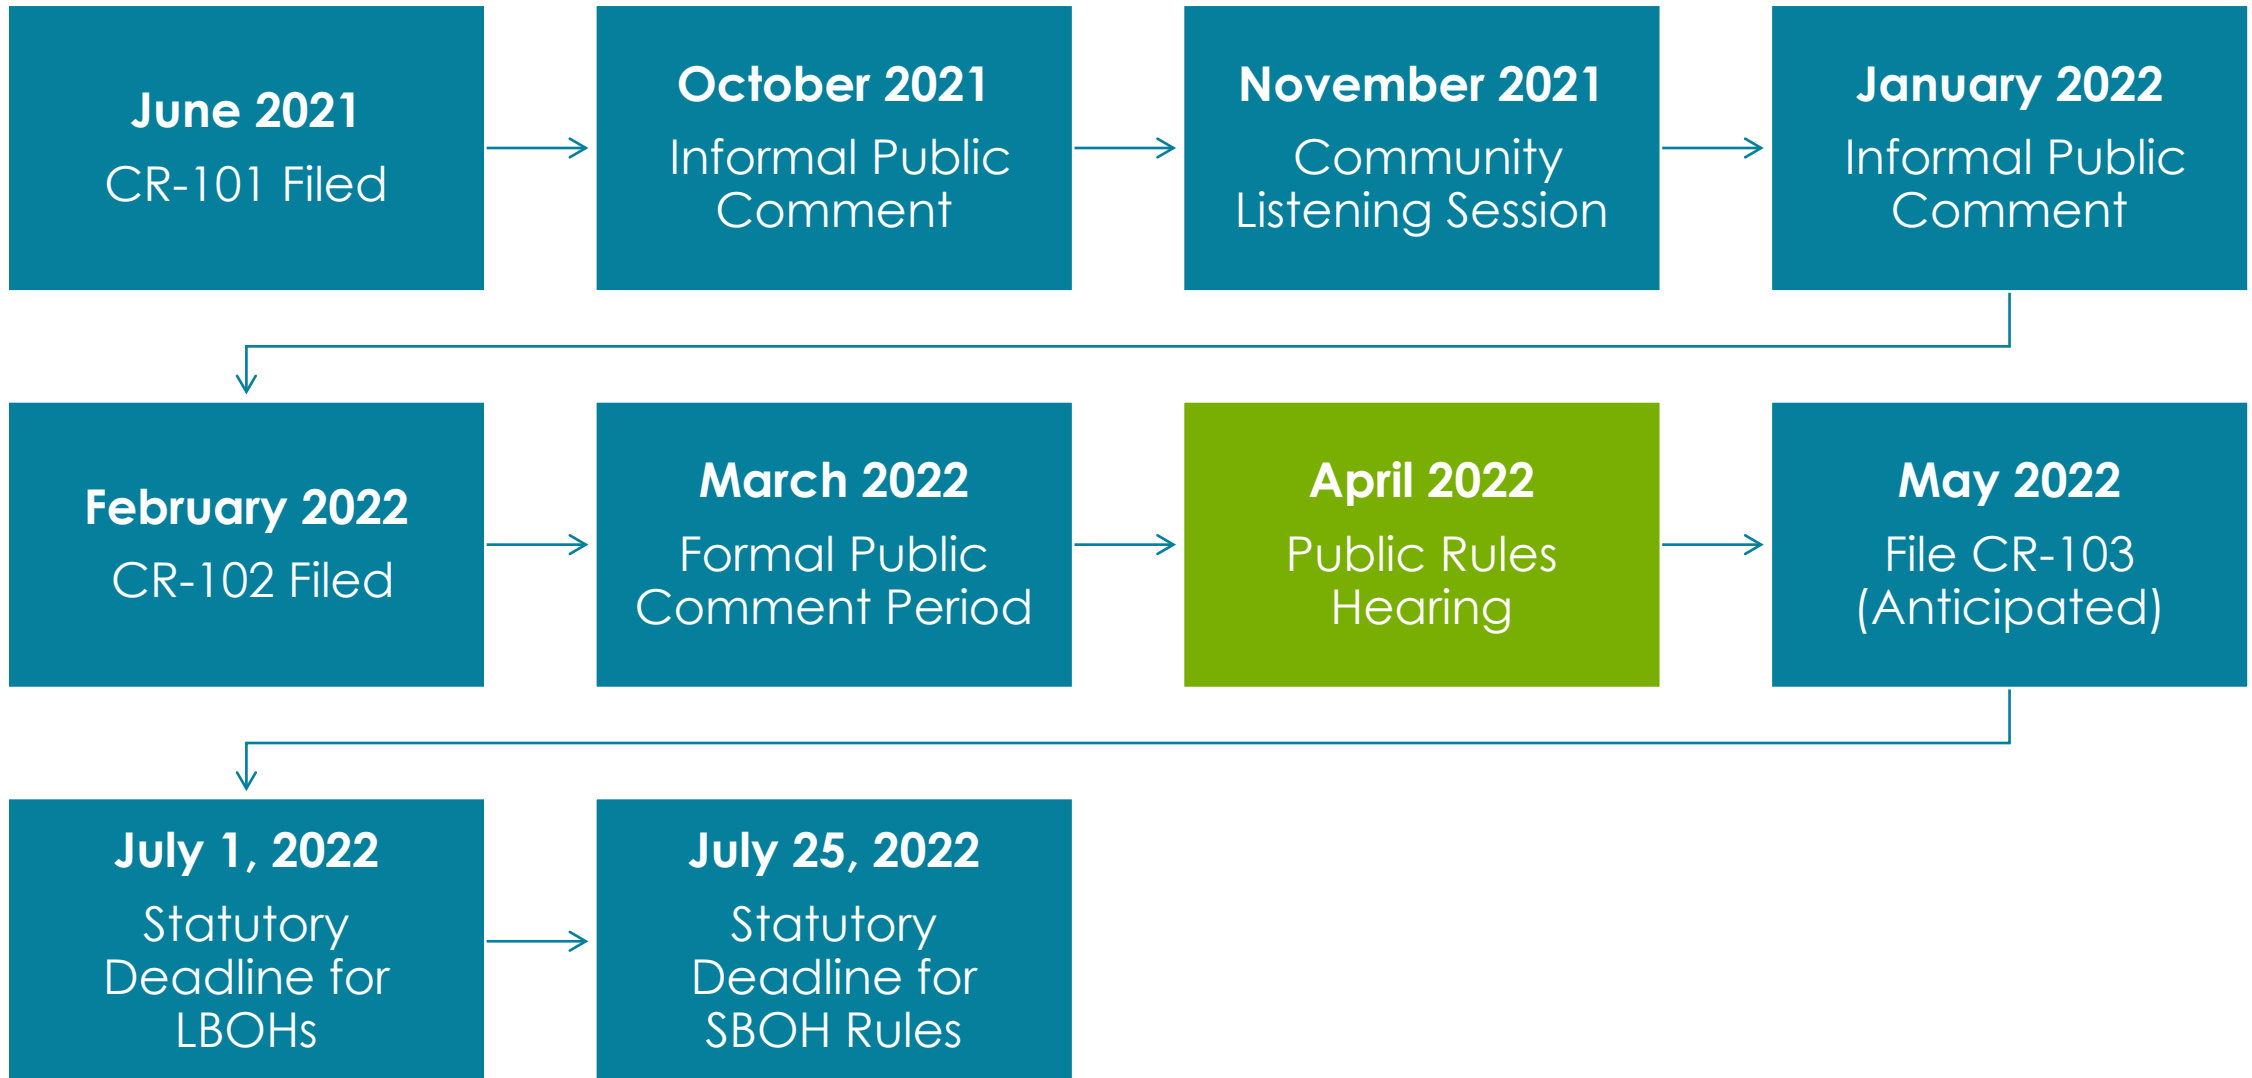 June 2021
CR-101 Filed
October 2021
Informal Public
Comment
November 2021
Community
Listening Session
January 2022
Informal Public
Comment
February 2022
CR-102 Filed
March 2022
Formal Public
Comment Period
April 2022
Public Rules
Hearing
May 2022
File CR-103
(Anticipated)
July 1, 2022
Statutory
Deadline for
LBOHs
July 25, 2022
Statutory
Deadline for
SBOH Rules